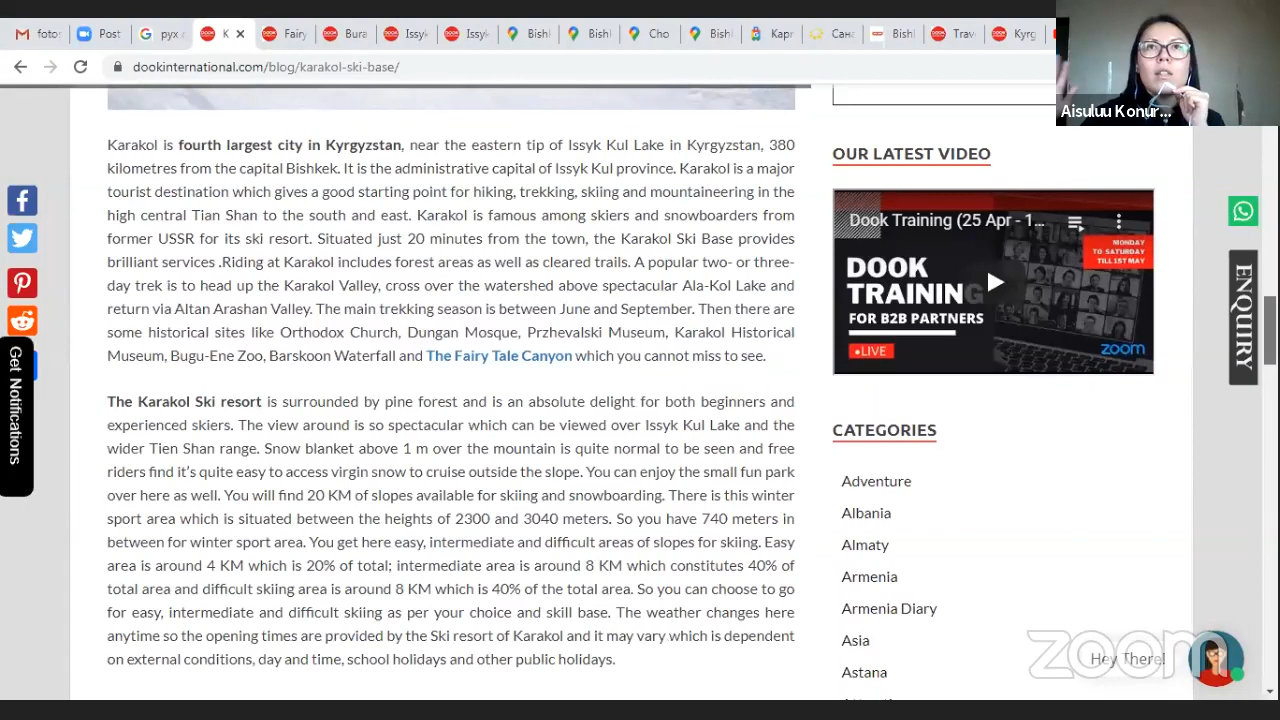 fotor
Post
рух
K
Fairy
Bura
Issyk
Issyk
Bishl
Bishl
Cho
Bishl
Карп
Сана
Bishl
Trav
Kyrg
dookinternational.com/blog/karakol-ski-base/
Aisuluu Konur...
Karakol is fourth largest city in Kyrgyzstan, near the eastern tip of Issyk Kul Lake in Kyrgyzstan, 380
kilometres from the capital Bishkek. It is the administrative capital of Issyk Kul province. Karakol is a major
tourist destination which gives a good starting point for hiking, trekking, skiing and mountaineering in the
high central Tian Shan to the south and east. Karakol is famous among skiers and snowboarders from
former USSR for its ski resort. Situated just 20 minutes from the town, the Karakol Ski Base provides
brilliant services .Riding at Karakol includes forest areas as well as cleared trails. A popular two- or three-
day trek is to head up the Karakol Valley, cross over the watershed above spectacular Ala-Kol Lake and
return via Altan Arashan Valley. The main trekking season is between June and September. Then there are
some historical sites like Orthodox Church, Dungan Mosque, Przhevalski Museum, Karakol Historical
Museum, Bugu-Ene Zoo, Barskoon Waterfall and The Fairy Tale Canyon which you cannot miss to see.
The Karakol Ski resort is surrounded by pine forest and is an absolute delight for both beginners and
experienced skiers. The view around is so spectacular which can be viewed over Issyk Kul Lake and the
wider Tien Shan range. Snow blanket above 1 m over the mountain is quite normal to be seen and free
riders find it's quite easy to access virgin snow to cruise outside the slope. You can enjoy the small fun park
over here as well. You will find 20 KM of slopes available for skiing and snowboarding. There is this winter
sport area which is situated between the heights of 2300 and 3040 meters. So you have 740 meters in
between for winter sport area. You get here easy, intermediate and difficult areas of slopes for skiing. Easy
area is around 4 KM which is 20% of total; intermediate area is around 8 KM which constitutes 40% of
total area and difficult skiing area is around 8 KM which is 40% of the total area. So you can choose to go
for easy, intermediate and difficult skiing as per your choice and skill base. The weather changes here
anytime so the opening times are provided by the Ski resort of Karakol and it may vary which is dependent
on external conditions, day and time, school holidays and other public holidays.
Get Notifications
OUR LATEST VIDEO
Dook Training (25 Apr - 1...
MONDAY
TO SATURDAY
TILL 1ST MAY
DOOK
TRAINING
FOR B2B PARTNERS
LIVE
zoom
CATEGORIES
Adventure
Albania
Almaty
Armenia
Armenia Diary
Asia
Astana
ENQUIRY
zoom
Hey There!